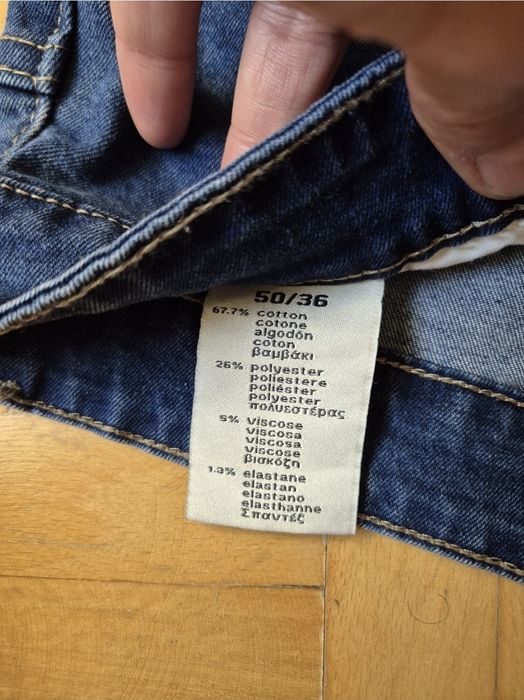 50/36
67.7% cotton
cotone
algodón
coton
βαμβάκι
26% polyester
poliestere
poliéster
polyester
πολυεστέρας
5% viscose
viscosa
viscosa
viscose
βισκόζη
1.3% elastane
elastan
elastano
elasthanne
Σπαντέξ